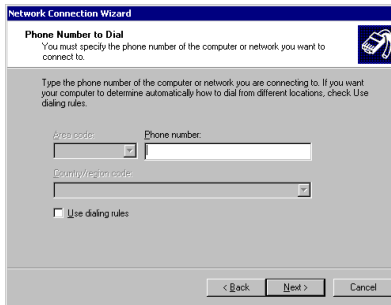 Network Connection Wizard
Phone Number to Dial
You must specify the phone number of the computer or network you want to
connect to.
Type the phone number of the computer or network you are connecting to. If you want
your computer to determine automatically how to dial from different locations, check Use
dialing rules.
Area code: Phone number:
Country/region code:
Use dialing rules
< Back Next > Cancel